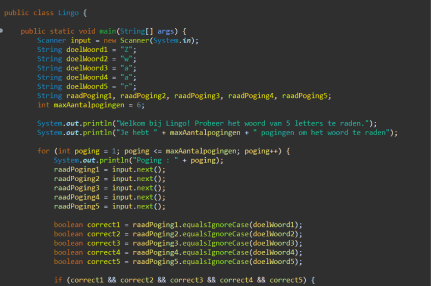 public class Lingo {
public static void main(String[] args) {
Scanner input = new Scanner(System.in);
String doelWoord1 = "Z";
String doelWoord2 = "w";
String doelWoord3 = "a";
String doelWoord4 = "a";
String doelWoord5 = "r";
String raadPoging1, raadPoging2, raadPoging3, raadPoging4, raadPoging5;
int maxAantalpogingen = 6;
System.out.println("Welkom bij Lingo! Probeer het woord van 5 letters te raden.");
System.out.println("Je hebt " + maxAantalpogingen + " pogingen om het woord te raden");
for (int poging = 1; poging <= maxAantalpogingen; poging++) {
System.out.println("Poging : " + poging);
raadPoging1 = input.next();
raadPoging2 = input.next();
raadPoging3 = input.next();
raadPoging4 = input.next();
raadPoging5 = input.next();
boolean correct1 = raadPoging1.equalsIgnoreCase(doelWoord1);
boolean correct2 = raadPoging2.equalsIgnoreCase(doelWoord2);
boolean correct3 = raadPoging3.equalsIgnoreCase(doelWoord3);
boolean correct4 = raadPoging4.equalsIgnoreCase(doelWoord4);
boolean correct5 = raadPoging5.equalsIgnoreCase(doelWoord5);
if (correct1 && correct2 && correct3 && correct4 && correct5) {